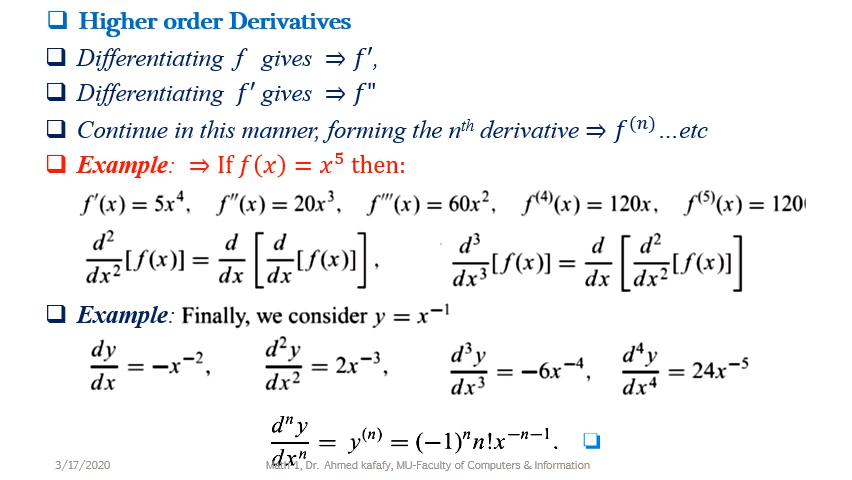 ❑ Higher order Derivatives
❑ Differentiating f gives ⇒ f′,
❑ Differentiating f′ gives ⇒ f"
❑ Continue in this manner, forming the nᵗʰ derivative ⇒ f⁽ⁿ⁾…etc
❑ Example: ⇒ If f(x) = x⁵ then:
f′(x) = 5x⁴, f″(x) = 20x³, f‴(x) = 60x², f⁽⁴⁾(x) = 120x, f⁽⁵⁾(x) = 120
d²/dx² [f(x)] = d/dx [d/dx [f(x)]], d³/dx³ [f(x)] = d/dx [d²/dx² [f(x)]]
❑ Example: Finally, we consider y = x⁻¹
dy/dx = −x⁻², d²y/dx² = 2x⁻³, d³y/dx³ = −6x⁻⁴, d⁴y/dx⁴ = 24x⁻⁵
dⁿy/dxⁿ = y⁽ⁿ⁾ = (−1)ⁿn!x⁻ⁿ⁻¹. ❑
3/17/2020 Math 1, Dr. Ahmed kafafy, MU-Faculty of Computers & Information